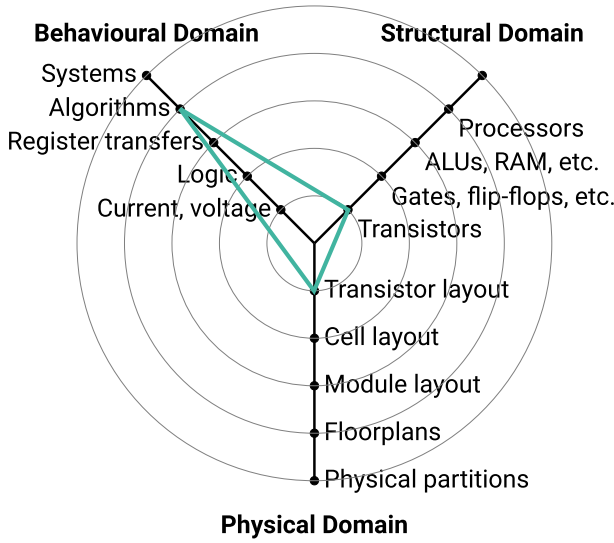 Behavioural Domain
Structural Domain
Systems
Algorithms
Register transfers
Logic
Current, voltage
Processors
ALUs, RAM, etc.
Gates, flip-flops, etc.
Transistors
Transistor layout
Cell layout
Module layout
Floorplans
Physical partitions
Physical Domain